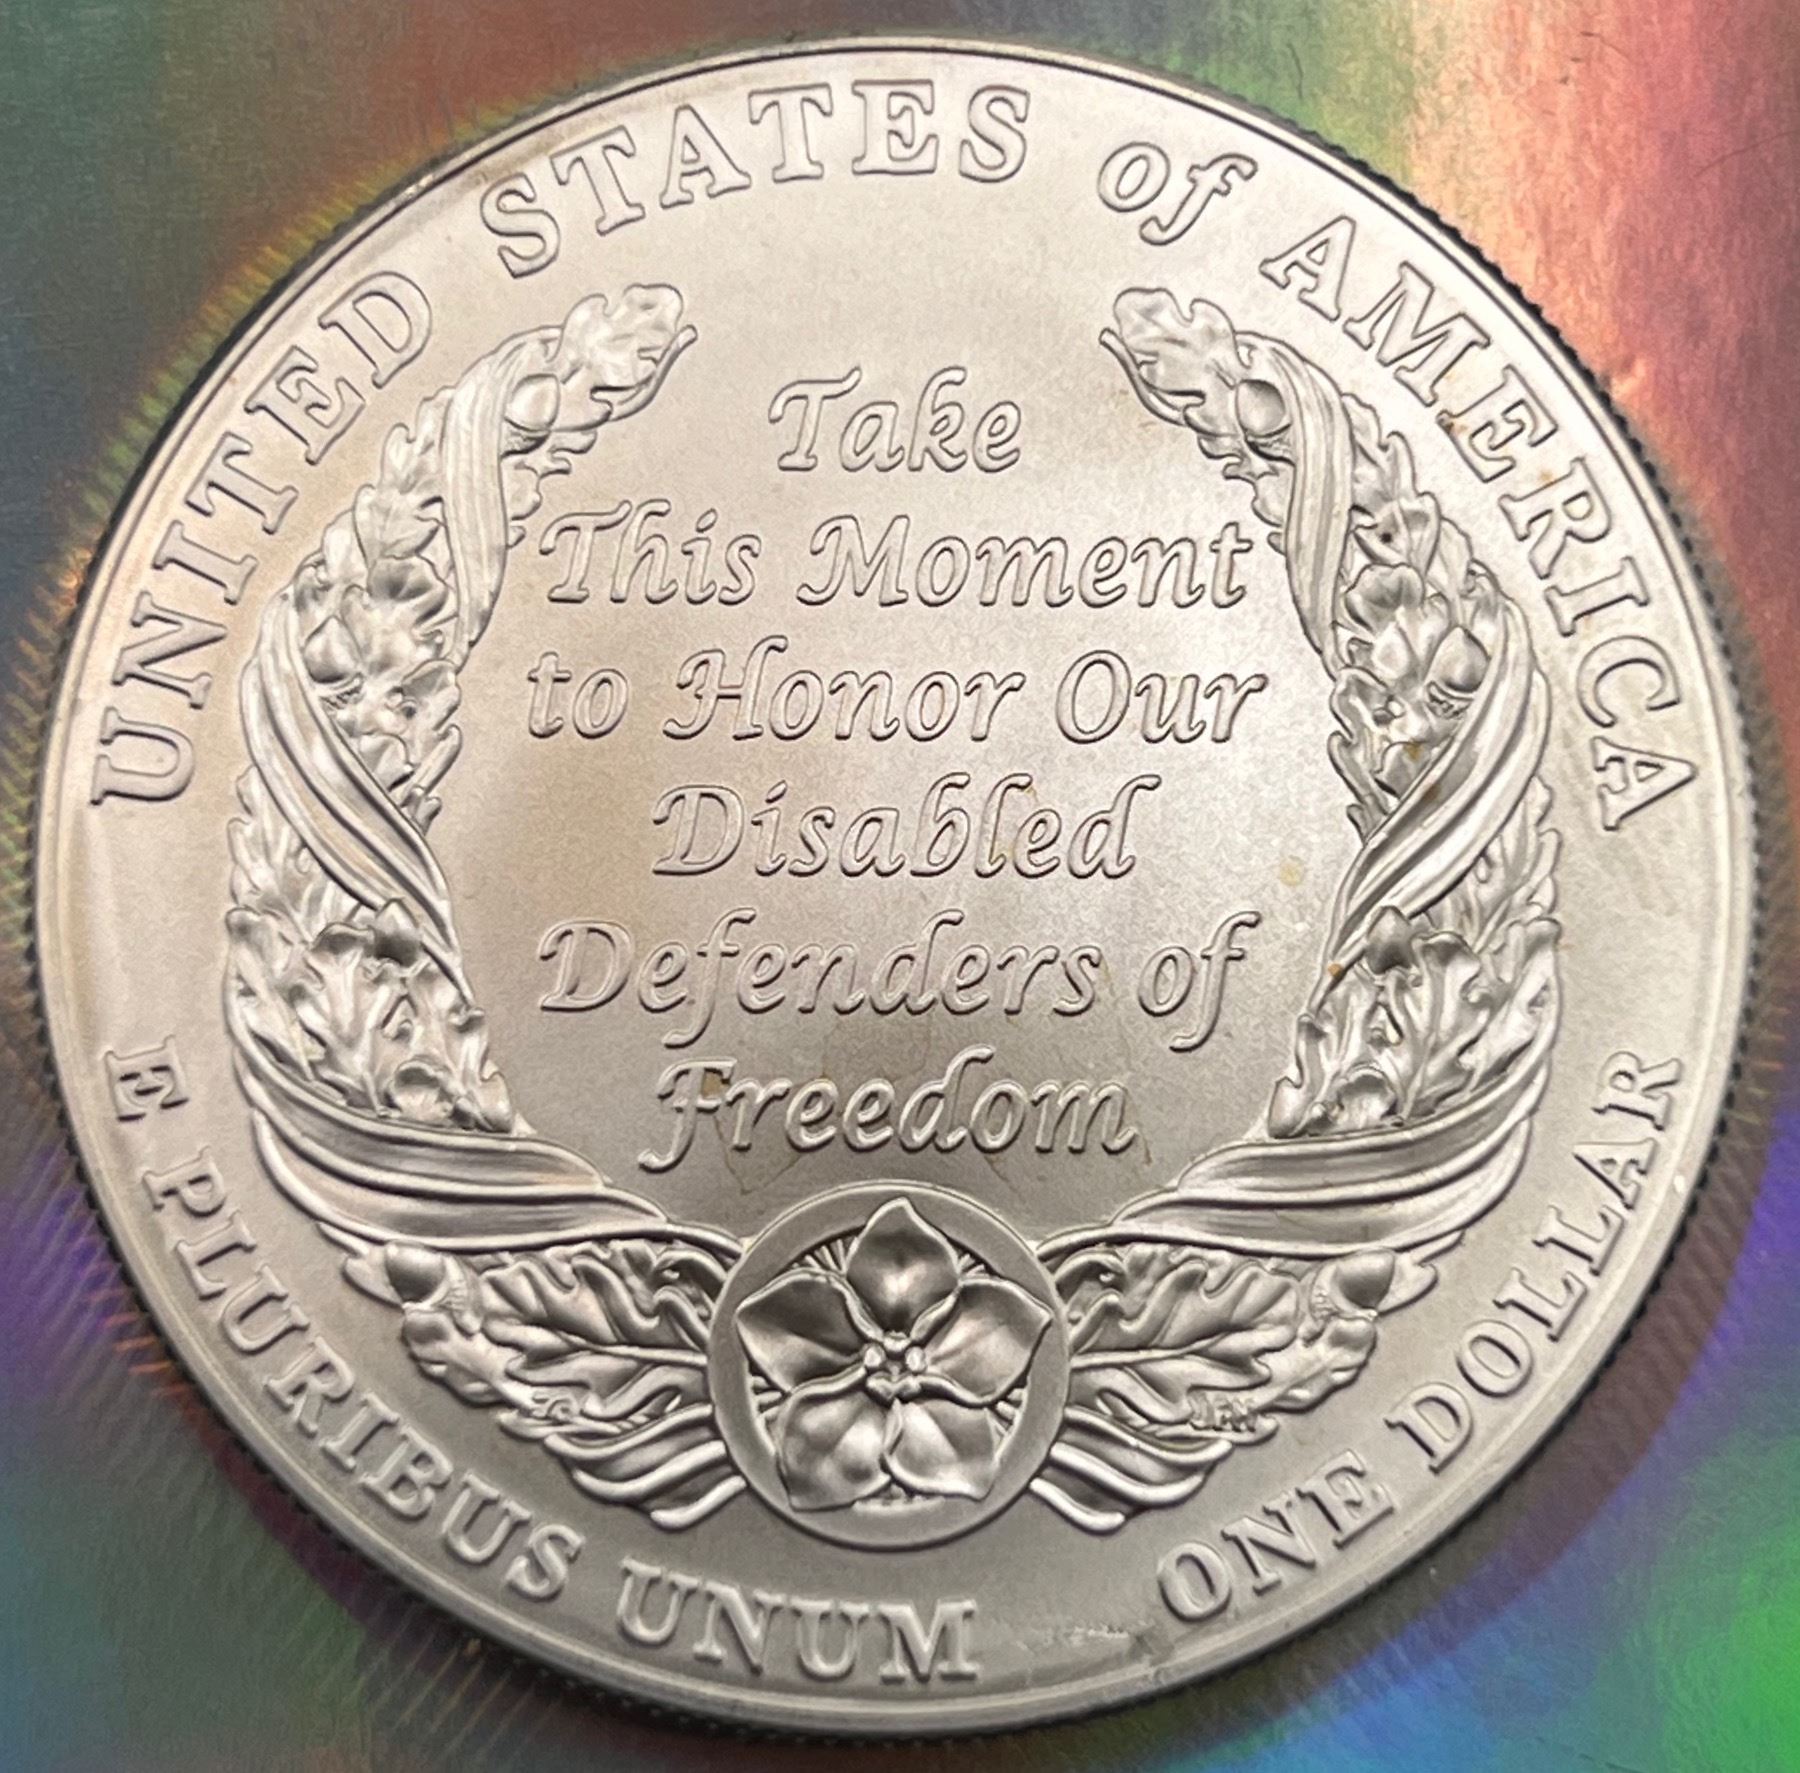 UNITED STATES of AMERICA
Take
This Moment
to Honor Our
Disabled
Defenders of
Freedom
E PLURIBUS UNUM
ONE DOLLAR